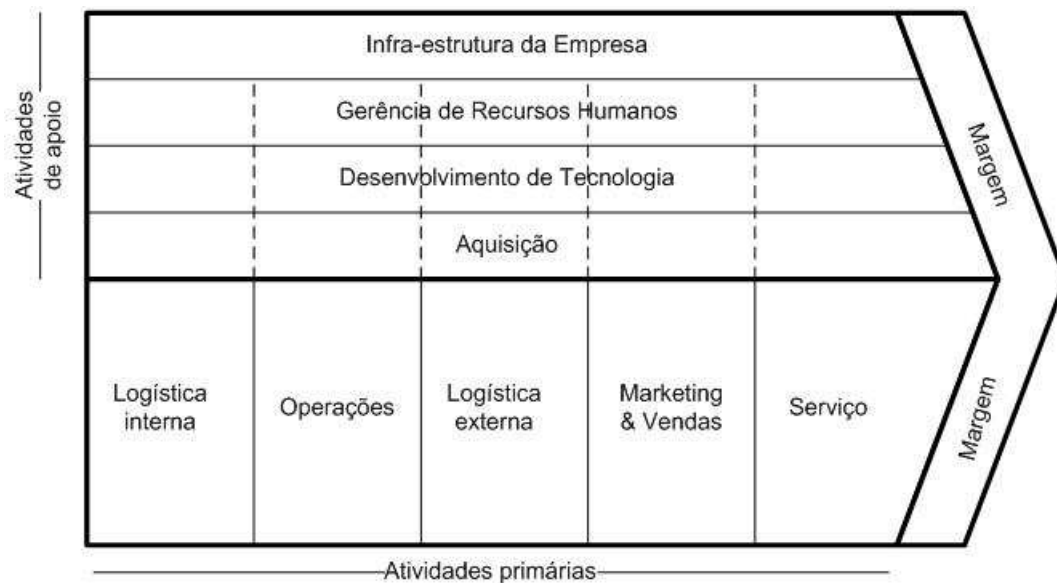 Infra-estrutura da Empresa
Atividades
de apoio
Gerência de Recursos Humanos
Desenvolvimento de Tecnologia
Aquisição
Margem
Logística
interna
Operações
Logística
externa
Marketing
& Vendas
Serviço
Margem
Atividades primárias